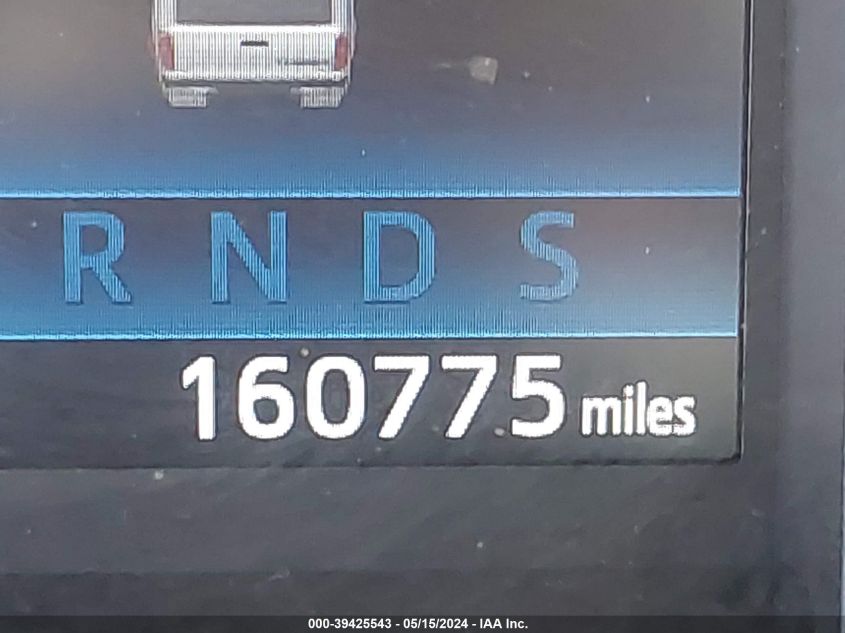 R N D S
160775 miles
000-39425543 - 05/15/2024 - IAA Inc.